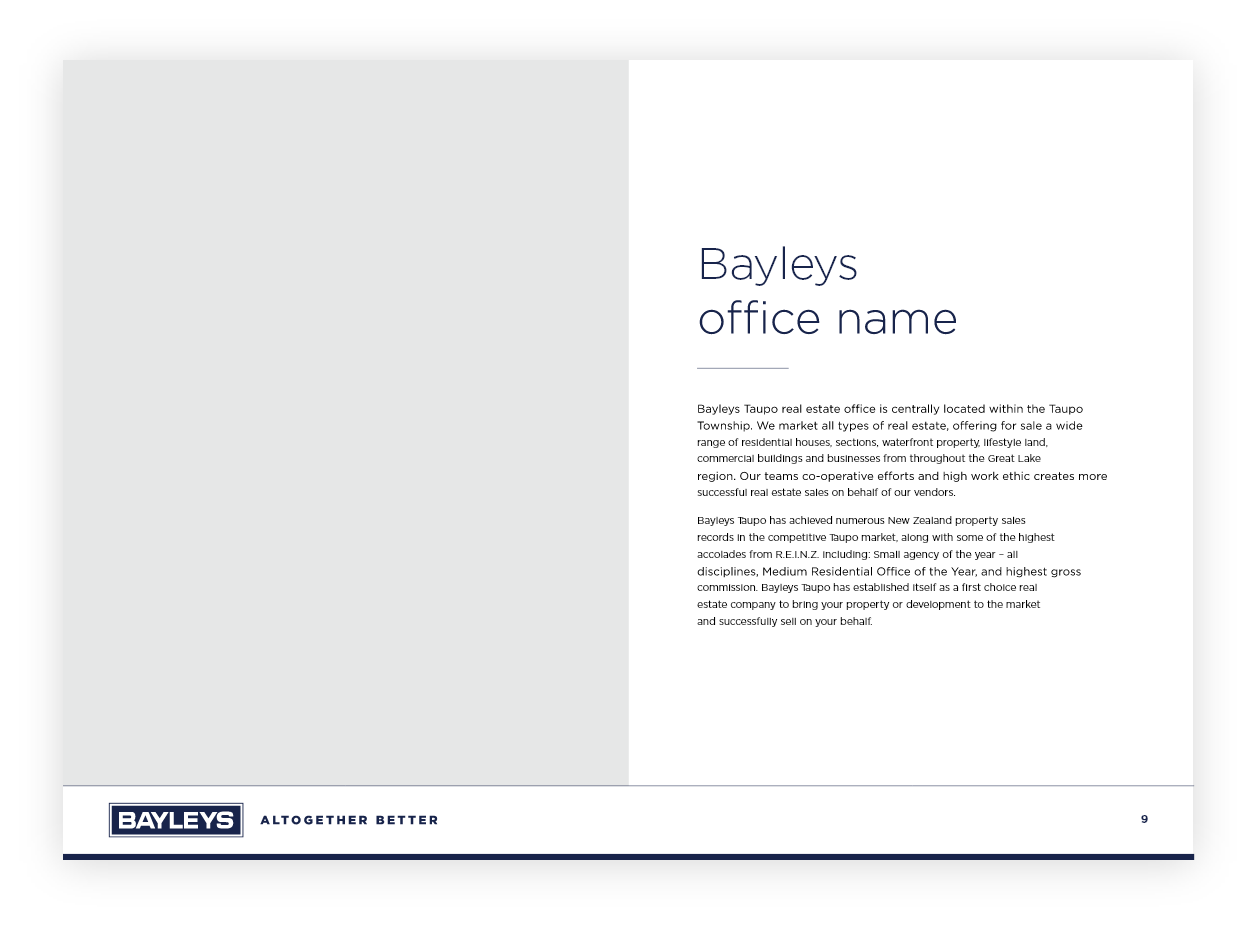 Bayleys
office name
Bayleys Taupo real estate office is centrally located within the Taupo
Township. We market all types of real estate, offering for sale a wide
range of residential houses, sections, waterfront property, lifestyle land,
commercial buildings and businesses from throughout the Great Lake
region. Our teams co-operative efforts and high work ethic creates more
successful real estate sales on behalf of our vendors.
Bayleys Taupo has achieved numerous New Zealand property sales
records in the competitive Taupo market, along with some of the highest
accolades from R.E.I.N.Z. including: Small agency of the year – all
disciplines, Medium Residential Office of the Year, and highest gross
commission. Bayleys Taupo has established itself as a first choice real
estate company to bring your property or development to the market
and successfully sell on your behalf.
BAYLEYS ALTOGETHER BETTER 9